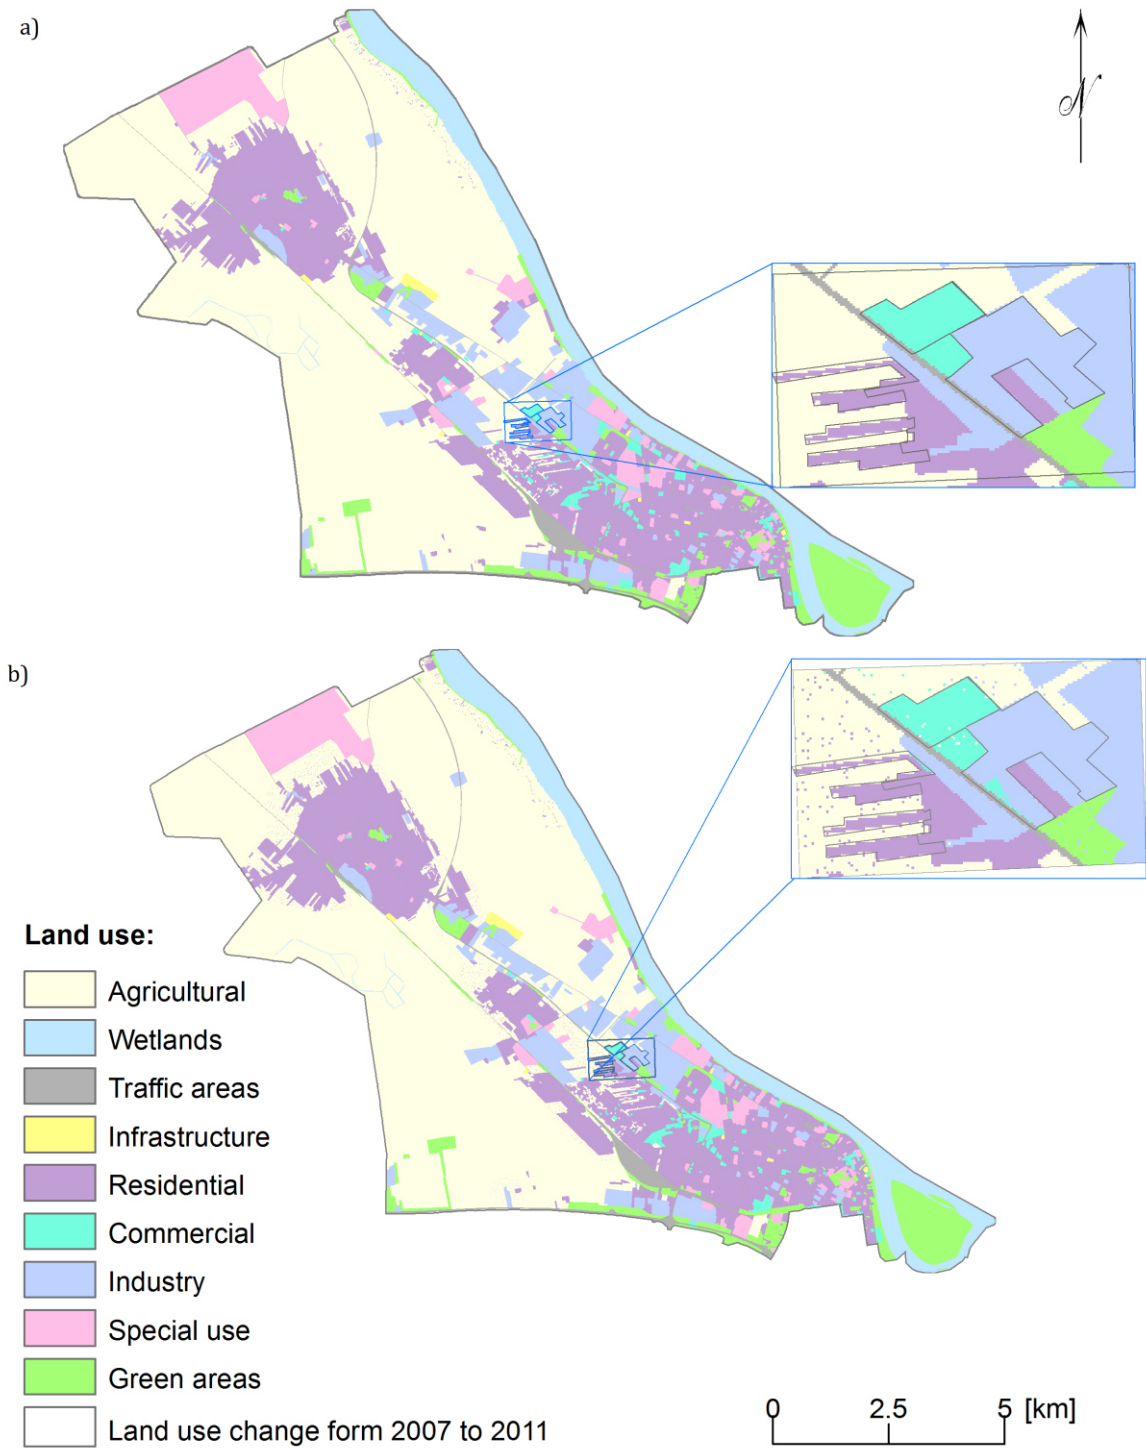 a)
N
b)
Land use:
Agricultural
Wetlands
Traffic areas
Infrastructure
Residential
Commercial
Industry
Special use
Green areas
Land use change form 2007 to 2011
0 2.5 5 [km]